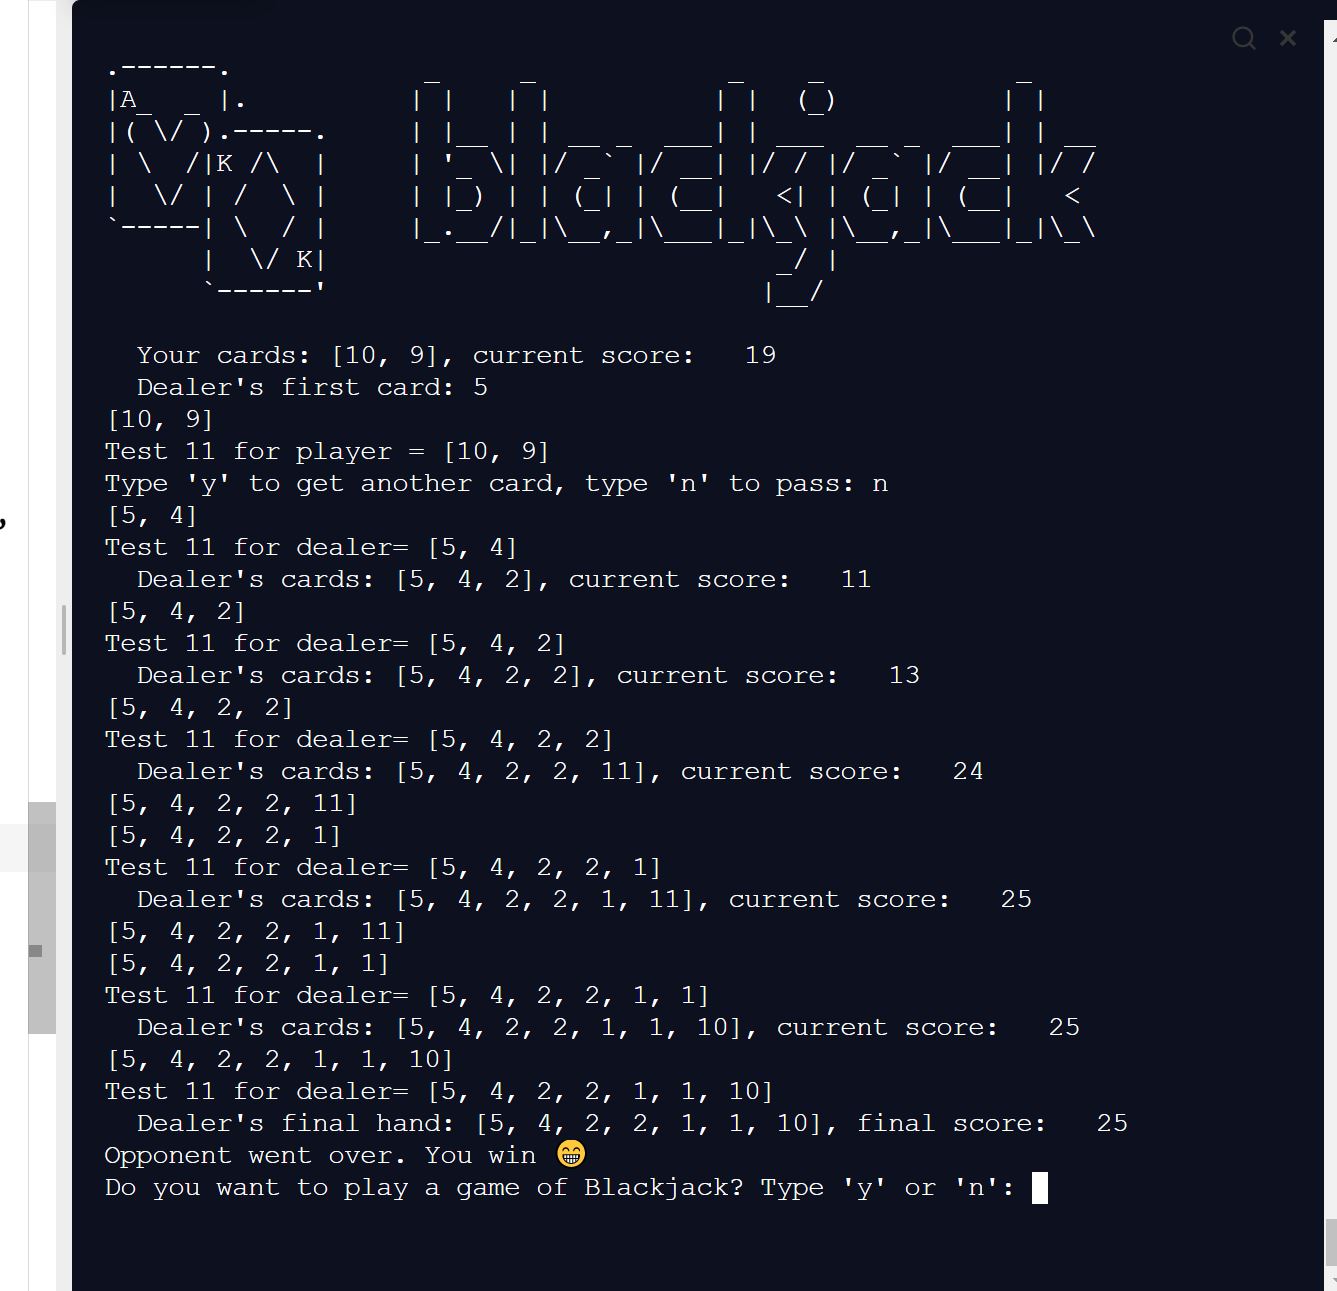 .------.
|A_  _ |.
|( \/ ).-----.
| \  /|K /\  |
|  \/ | /  \ |
`-----| \  / |
      |  \/ K|
      `------'
blackjack
Your cards: [10, 9], current score:   19
Dealer's first card: 5
[10, 9]
Test 11 for player = [10, 9]
Type 'y' to get another card, type 'n' to pass: n
[5, 4]
Test 11 for dealer= [5, 4]
Dealer's cards: [5, 4, 2], current score:   11
[5, 4, 2]
Test 11 for dealer= [5, 4, 2]
Dealer's cards: [5, 4, 2, 2], current score:   13
[5, 4, 2, 2]
Test 11 for dealer= [5, 4, 2, 2]
Dealer's cards: [5, 4, 2, 2, 11], current score:   24
[5, 4, 2, 2, 11]
[5, 4, 2, 2, 1]
Test 11 for dealer= [5, 4, 2, 2, 1]
Dealer's cards: [5, 4, 2, 2, 1, 11], current score:   25
[5, 4, 2, 2, 1, 11]
[5, 4, 2, 2, 1, 1]
Test 11 for dealer= [5, 4, 2, 2, 1, 1]
Dealer's cards: [5, 4, 2, 2, 1, 1, 10], current score:   25
[5, 4, 2, 2, 1, 1, 10]
Test 11 for dealer= [5, 4, 2, 2, 1, 1, 10]
Dealer's final hand: [5, 4, 2, 2, 1, 1, 10], final score:   25
Opponent went over. You win 😁
Do you want to play a game of Blackjack? Type 'y' or 'n':